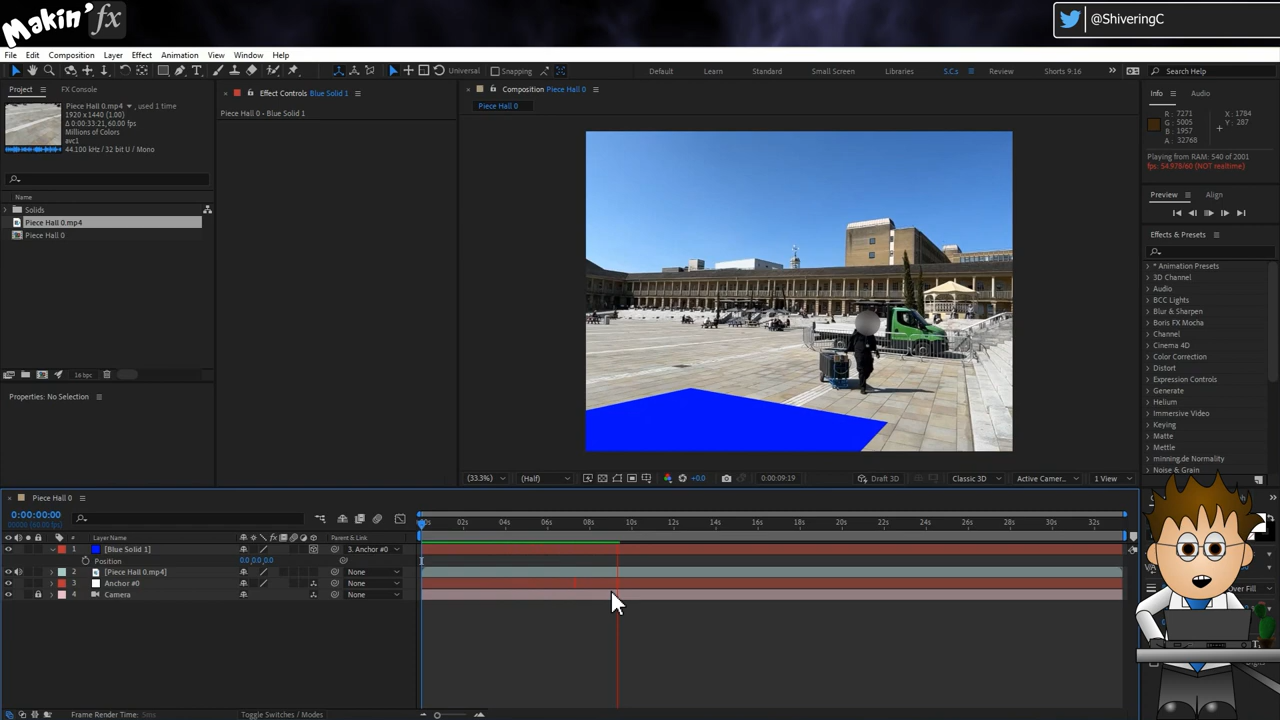 Makin' fx
@ShiveringC
File Edit Composition Layer Effect Animation View Window Help
Universal Snapping Default Learn Standard Small Screen Libraries S.C.s Review Shorts 9:16 Search Help
Project FX Console
Piece Hall 0.mp4 , used 1 time
1920 x 1440 (1.00)
Δ 0:00:33:21, 60.00 fps
Millions of Colors
avc1
44.100 kHz / 32 bit U / Mono
Name
Solids
Piece Hall 0.mp4
Piece Hall 0
16 bpc
Properties: No Selection
Effect Controls Blue Solid 1
Piece Hall 0 • Blue Solid 1
Composition Piece Hall 0
Piece Hall 0
(33.3%) (Half) +0.0 0:00:09:19 Draft 3D Classic 3D Active Camer... 1 View
Info Audio
R: 7271
G: 5005
B: 1957
A: 32768
X: 1784
Y: 287
Playing from RAM: 540 of 2001
fps: 54.978/60 (NOT realtime)
Preview Align
Effects & Presets
* Animation Presets
3D Channel
Audio
BCC Lights
Blur & Sharpen
Boris FX Mocha
Channel
Cinema 4D
Color Correction
Distort
Expression Controls
Generate
Helium
Immersive Video
Keying
Matte
Mettle
minning.de Normality
Noise & Grain
Over Fill
Piece Hall 0
0:00:00:00
00000 (60.00 fps)
# Layer Name Parent & Link
1 [Blue Solid 1] 3. Anchor #0
Position 0.0,0.0,0.0
2 [Piece Hall 0.mp4] None
3 Anchor #0 None
4 Camera None
02s 04s 06s 08s 10s 12s 14s 16s 18s 20s 22s 24s 26s 28s 30s 32s
Frame Render Time: 5ms Toggle Switches / Modes